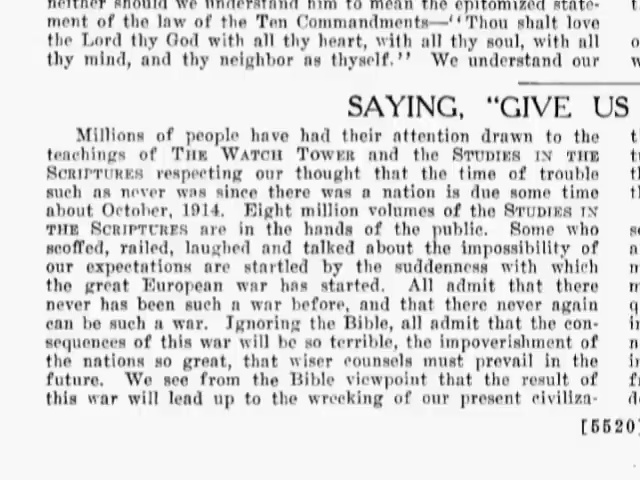 neither should we understand him to mean the epitomized state-
ment of the law of the Ten Commandments—"Thou shalt love
the Lord thy God with all thy heart, with all thy soul, with all
thy mind, and thy neighbor as thyself." We understand our
SAYING, "GIVE US
Millions of people have had their attention drawn to the
teachings of THE WATCH TOWER and the STUDIES IN THE
SCRIPTURES respecting our thought that the time of trouble
such as never was since there was a nation is due some time
about October, 1914. Eight million volumes of the STUDIES IN
THE SCRIPTURES are in the hands of the public. Some who
scoffed, railed, laughed and talked about the impossibility of
our expectations are startled by the suddenness with which
the great European war has started. All admit that there
never has been such a war before, and that there never again
can be such a war. Ignoring the Bible, all admit that the con-
sequences of this war will be so terrible, the impoverishment of
the nations so great, that wiser counsels must prevail in the
future. We see from the Bible viewpoint that the result of
this war will lead up to the wrecking of our present civiliza-
[5520]